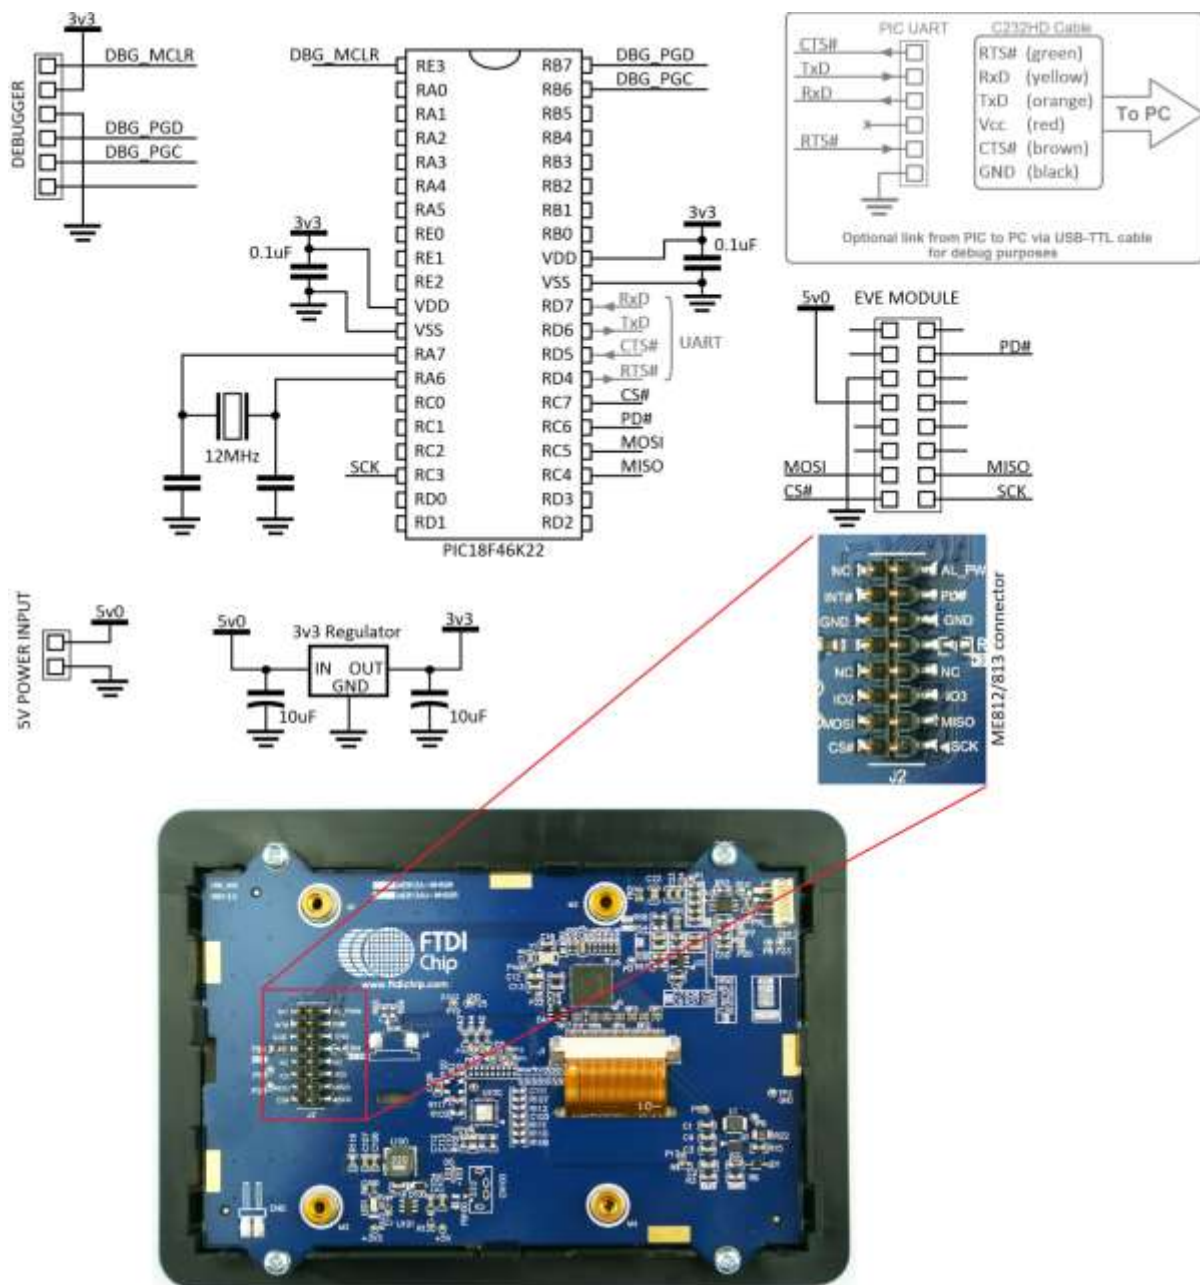 3v3
DBG_MCLR
DBG_PGD
DBG_PGC
DEBUGGER
DBG_MCLR
RE3
RA0
RA1
RA2
RA3
RA4
RA5
RE0
RE1
RE2
VDD
VSS
RA7
RA6
RC0
RC1
RC2
RC3
RD0
RD1
RB7
RB6
RB5
RB4
RB3
RB2
RB1
RB0
VDD
VSS
RD7
RD6
RD5
RD4
RC7
RC6
RC5
RC4
RD3
RD2
PIC18F46K22
DBG_PGD
DBG_PGC
3v3
0.1uF
3v3
0.1uF
RxD
TxD
CTS#
RTS#
UART
CS#
PD#
MOSI
MISO
12MHz
SCK
PIC UART
C232HD Cable
CTS#
TxD
RxD
RTS#
RTS# (green)
RxD (yellow)
TxD (orange)
Vcc (red)
CTS# (brown)
GND (black)
To PC
Optional link from PIC to PC via USB-TTL cable
for debug purposes
5v0
EVE MODULE
PD#
MOSI
MISO
CS#
SCK
5V POWER INPUT
5v0
5v0
3v3 Regulator
3v3
IN OUT
GND
10uF
10uF
NC
INT#
PD#
GND
GND
NC
NC
IO2
IO3
MOSI
MISO
CS#
SCK
J2
ME812/813 connector
FTDI
Chip
www.ftdichip.com